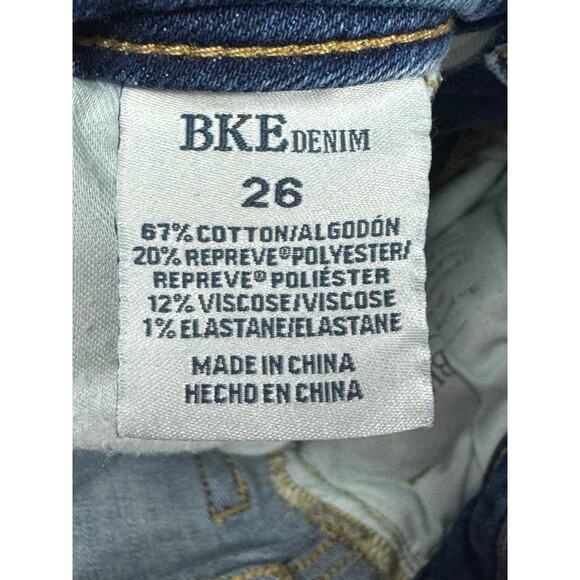 BKE DENIM
26
67% COTTON/ALGODÓN
20% REPREVE®POLYESTER/
REPREVE® POLIÉSTER
12% VISCOSE/VISCOSE
1% ELASTANE/ELASTANE
MADE IN CHINA
HECHO EN CHINA